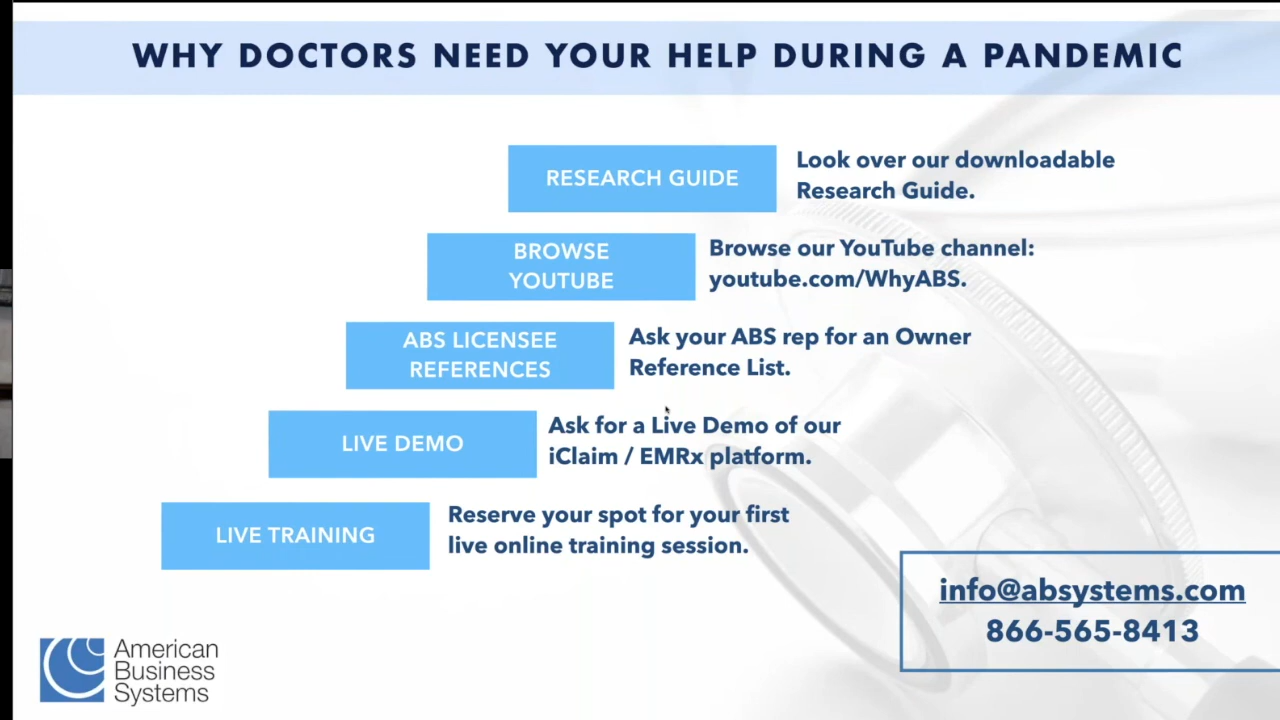 WHY DOCTORS NEED YOUR HELP DURING A PANDEMIC
RESEARCH GUIDE
Look over our downloadable
Research Guide.
BROWSE
YOUTUBE
Browse our YouTube channel:
youtube.com/WhyABS.
ABS LICENSEE
REFERENCES
Ask your ABS rep for an Owner
Reference List.
LIVE DEMO
Ask for a Live Demo of our
iClaim / EMRx platform.
LIVE TRAINING
Reserve your spot for your first
live online training session.
info@absystems.com
866-565-8413
American
Business
Systems